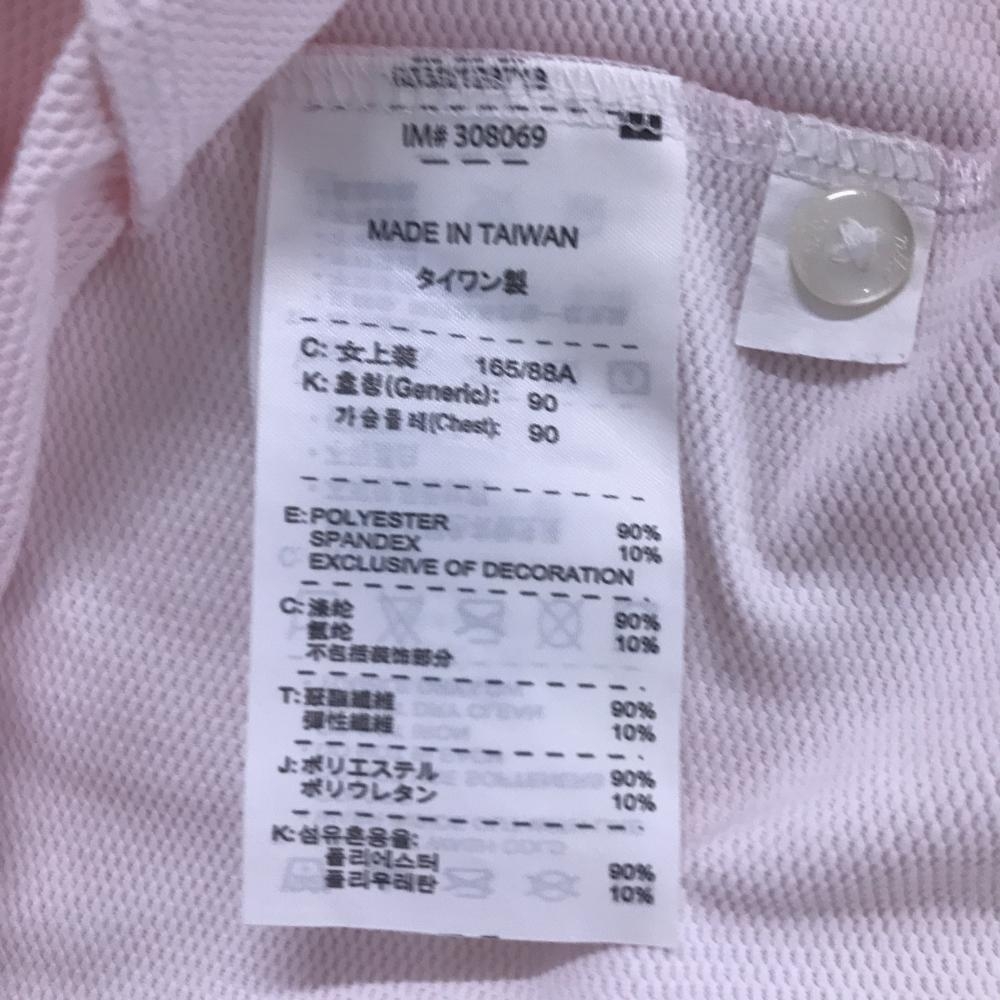 IM# 308069
MADE IN TAIWAN
タイワン製
C: 女上装 165/88A
K: 호칭(Generic): 90
가슴둘레(Chest): 90
E: POLYESTER 90%
SPANDEX 10%
EXCLUSIVE OF DECORATION
C: 涤纶 90%
氨纶 10%
不包括装饰部分
T: 聚酯纖維 90%
彈性纖維 10%
J: ポリエステル 90%
ポリウレタン 10%
K: 섬유혼용율:
폴리에스터 90%
폴리우레탄 10%